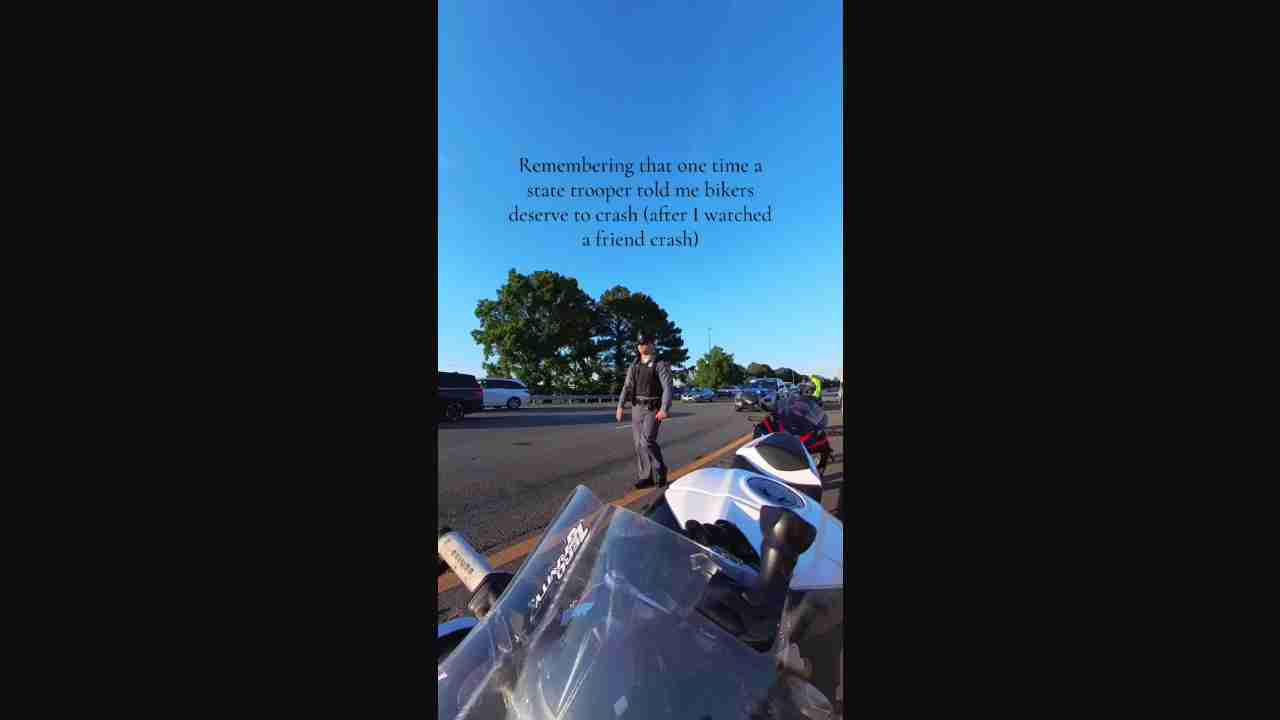 Remembering that one time a
state trooper told me bikers
deserve to crash (after I watched
a friend crash)